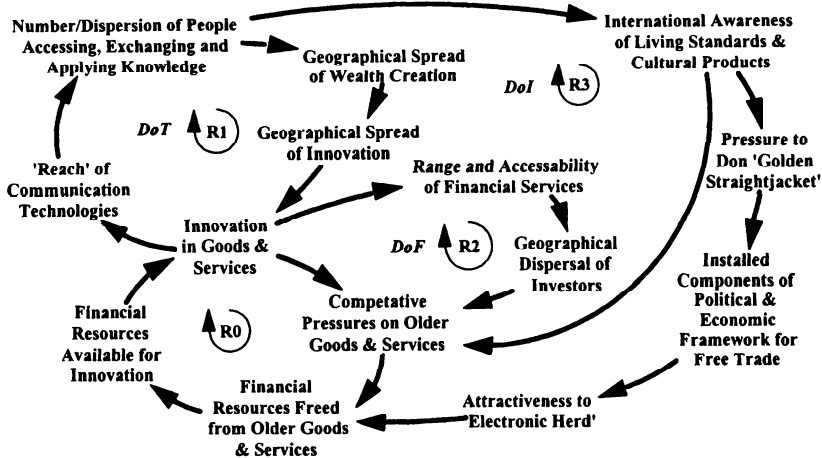 Number/Dispersion of People
Accessing, Exchanging and
Applying Knowledge
International Awareness
of Living Standards &
Cultural Products
Geographical Spread
of Wealth Creation
DoI
R3
DoT
R1
Geographical Spread
of Innovation
Pressure to
Don 'Golden
Straightjacket'
'Reach' of
Communication
Technologies
Range and Accessability
of Financial Services
Innovation
in Goods &
Services
DoF
R2
Geographical
Dispersal of
Investors
Installed
Components of
Political &
Economic
Framework for
Free Trade
Financial
Resources
Available for
Innovation
R0
Competative
Pressures on Older
Goods & Services
Financial
Resources Freed
from Older Goods
& Services
Attractiveness to
Electronic Herd'